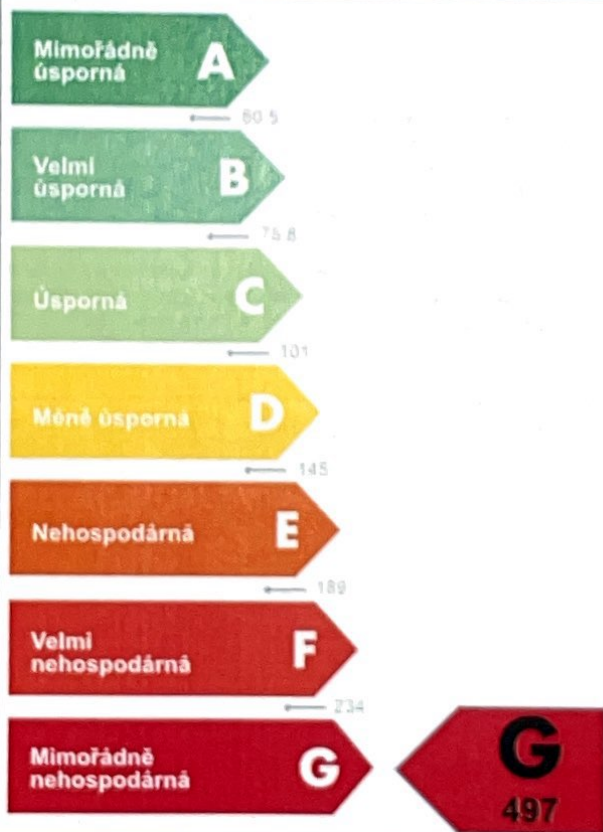 Mimořádně
úsporná
A
60.5
Velmi
úsporná
B
75.8
Úsporná
C
101
Méně úsporná
D
145
Nehospodárná
E
189
Velmi
nehospodárná
F
234
Mimořádně
nehospodárná
G
G
497